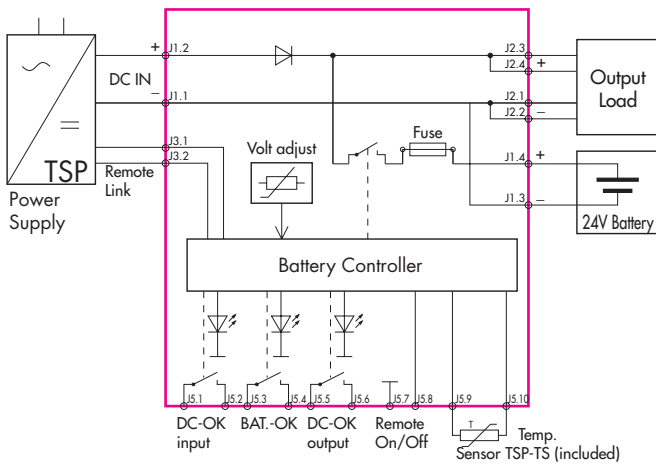 +
J1.2
J2.3
J2.4
+
DC IN
Output
Load
−
J1.1
J2.1
J2.2
−
J3.1
J3.2
TSP
Remote
Link
Power
Supply
Volt adjust
Fuse
J1.4
+
J1.3
−
24V Battery
Battery Controller
J5.1
J5.2
J5.3
J5.4
J5.5
J5.6
J5.7
J5.8
J5.9
J5.10
DC-OK
input
BAT.-OK
DC-OK
output
Remote
On/Off
T
Temp.
Sensor TSP-TS (included)